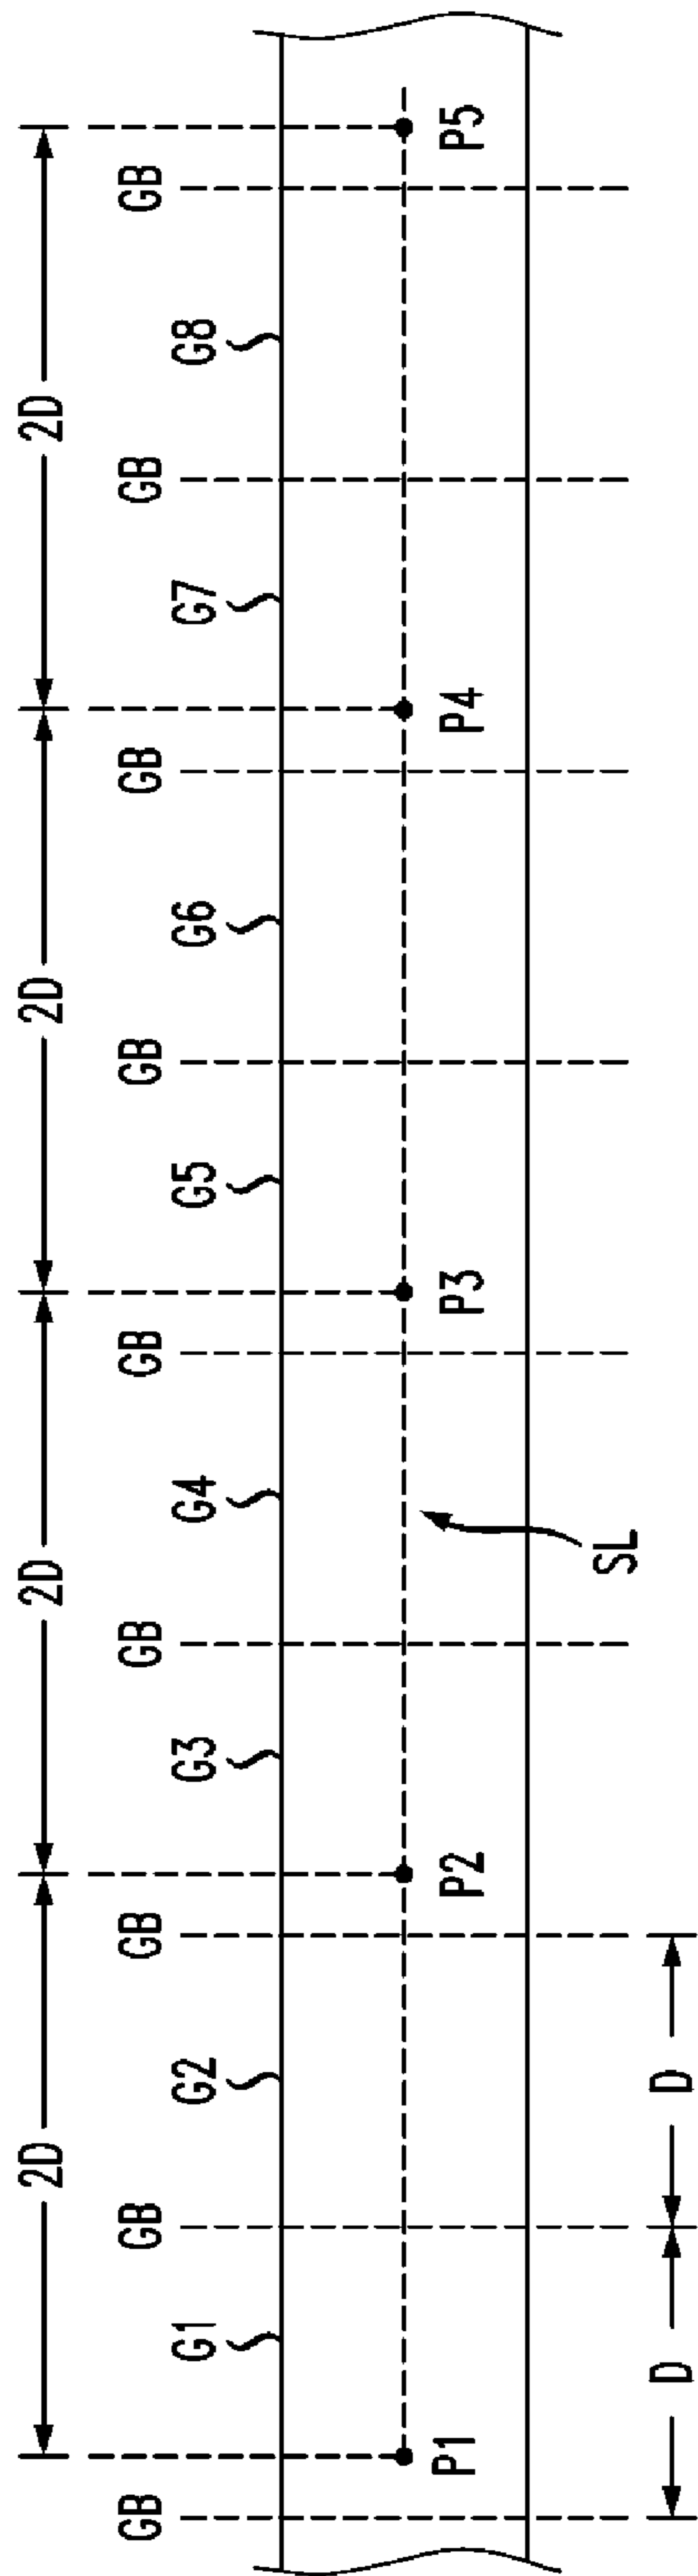 2D 2D 2D 2D
GB GB GB GB GB GB GB GB GB
G1 G2 G3 G4 G5 G6 G7 G8
P1 P2 P3 P4 P5
SL
D D